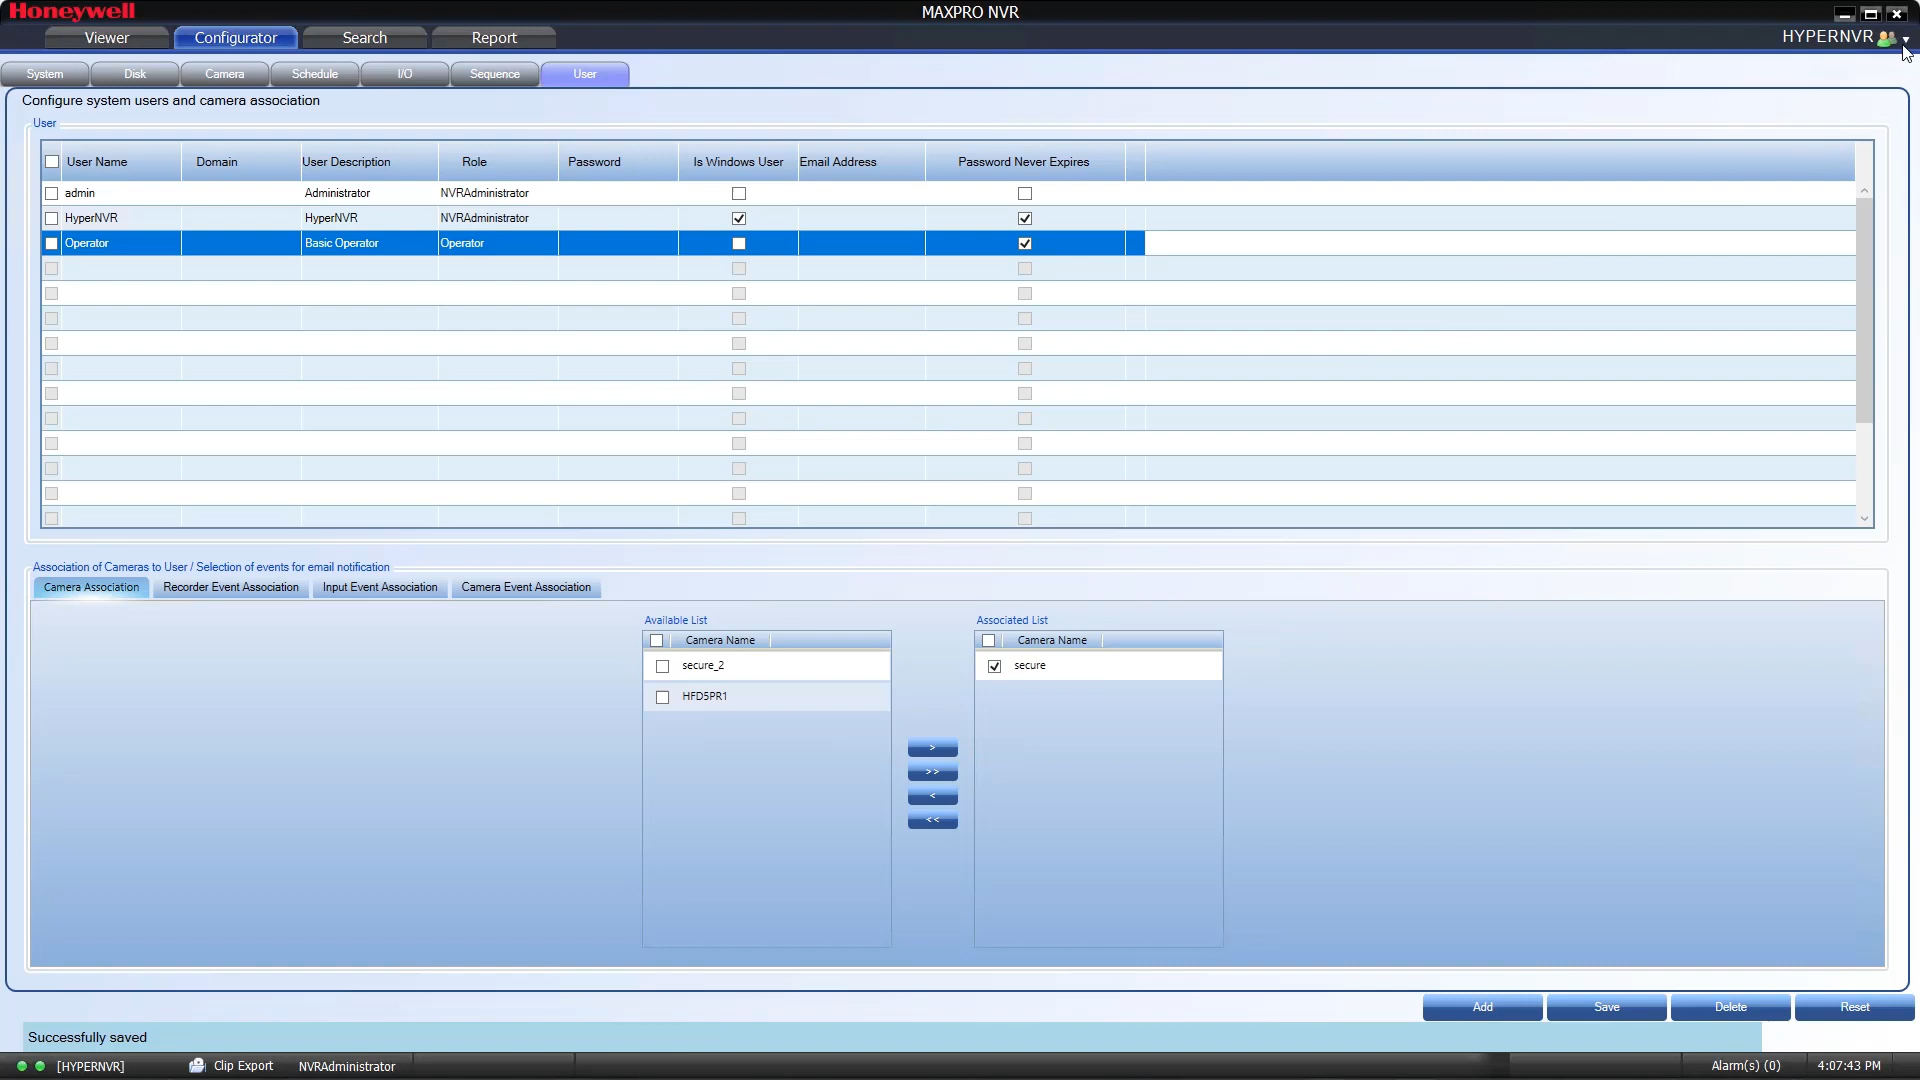 Honeywell
MAXPRO NVR
Viewer Configurator Search Report
HYPERNVR
System Disk Camera Schedule I/O Sequence User
Configure system users and camera association
User
User Name Domain User Description Role Password Is Windows User Email Address Password Never Expires
admin Administrator NVRAdministrator
HyperNVR HyperNVR NVRAdministrator
Operator Basic Operator Operator
Association of Cameras to User / Selection of events for email notification
Camera Association Recorder Event Association Input Event Association Camera Event Association
Available List Associated List
Camera Name Camera Name
secure_2 secure
HFD5PR1
>
>>
<
<<
Add Save Delete Reset
Successfully saved
[HYPERNVR] Clip Export NVRAdministrator Alarm(s) (0) 4:07:43 PM